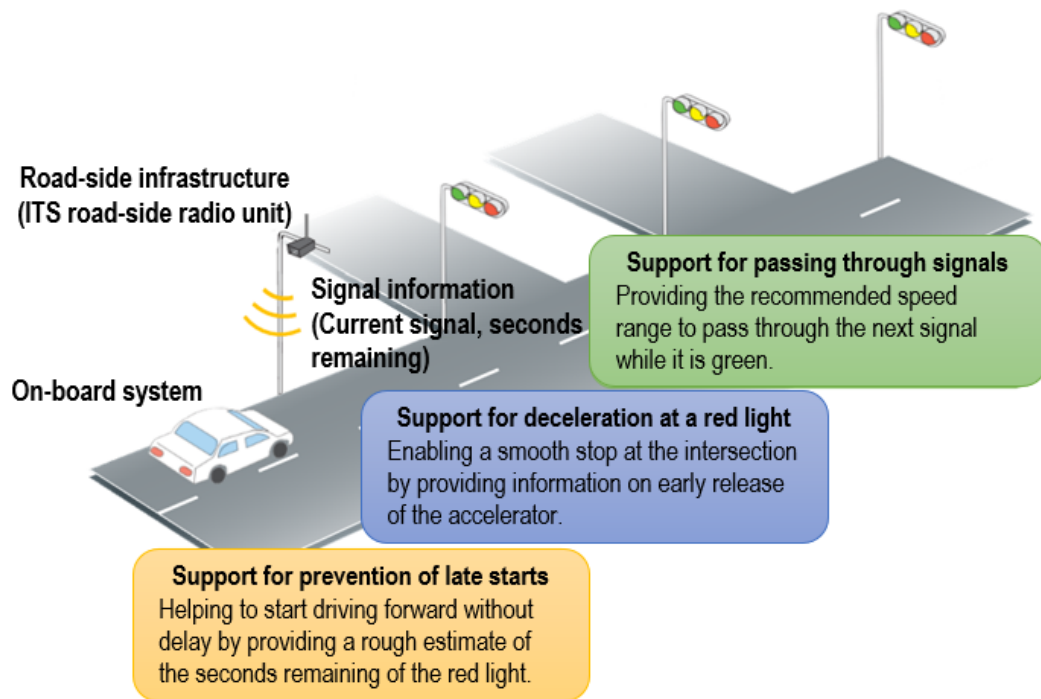 Road-side infrastructure
(ITS road-side radio unit)
Signal information
(Current signal, seconds
remaining)
On-board system
Support for passing through signals
Providing the recommended speed
range to pass through the next signal
while it is green.
Support for deceleration at a red light
Enabling a smooth stop at the intersection
by providing information on early release
of the accelerator.
Support for prevention of late starts
Helping to start driving forward without
delay by providing a rough estimate of
the seconds remaining of the red light.